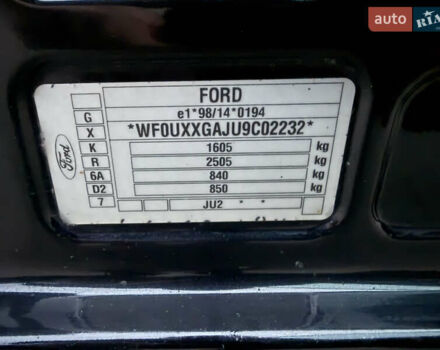 auto RIA
FORD
G e1*98/14*0194
X *WF0UXXGAJU9C02232*
K 1605 kg
R 2505 kg
6A 840 kg
D2 850 kg
7 JU2
Ford